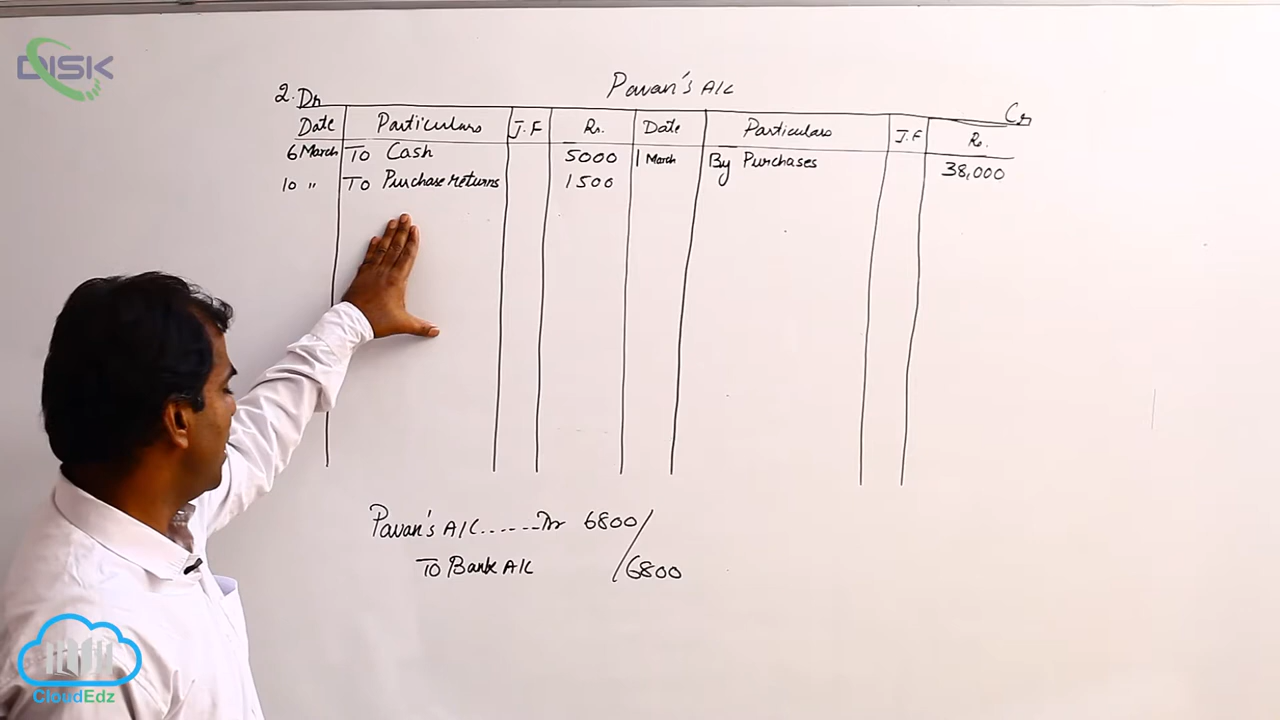 DISK
Pavan's A/c
2. Dr Cr
Date Particulars J.F Rs. Date Particulars J.F Rs.
6 March To Cash 5000 1 March By Purchases 38,000
10 " To Purchase returns 1500
Pavan's A/C......Dr 6800/
To Bank A/C /6800
CloudEdz